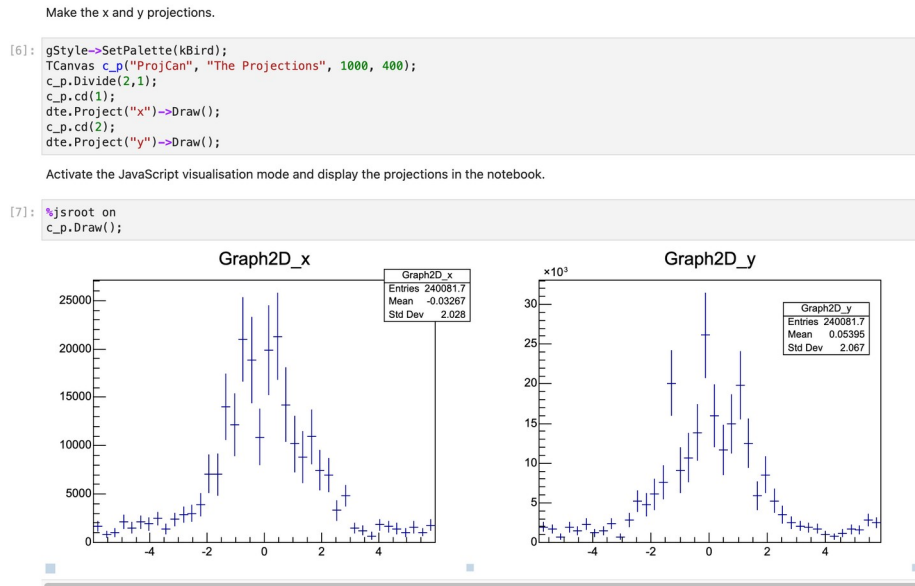 Make the x and y projections.
[6]: gStyle->SetPalette(kBird);
TCanvas c_p("ProjCan", "The Projections", 1000, 400);
c_p.Divide(2,1);
c_p.cd(1);
dte.Project("x")->Draw();
c_p.cd(2);
dte.Project("y")->Draw();
Activate the JavaScript visualisation mode and display the projections in the notebook.
[7]: %jsroot on
c_p.Draw();
Graph2D_x
Graph2D_x
Entries 240081.7
Mean -0.03267
Std Dev 2.028
25000
20000
15000
10000
5000
0
-4 -2 0 2 4
Graph2D_y
×10³
Graph2D_y
Entries 240081.7
Mean 0.05395
Std Dev 2.067
30
25
20
15
10
5
0
-4 -2 0 2 4